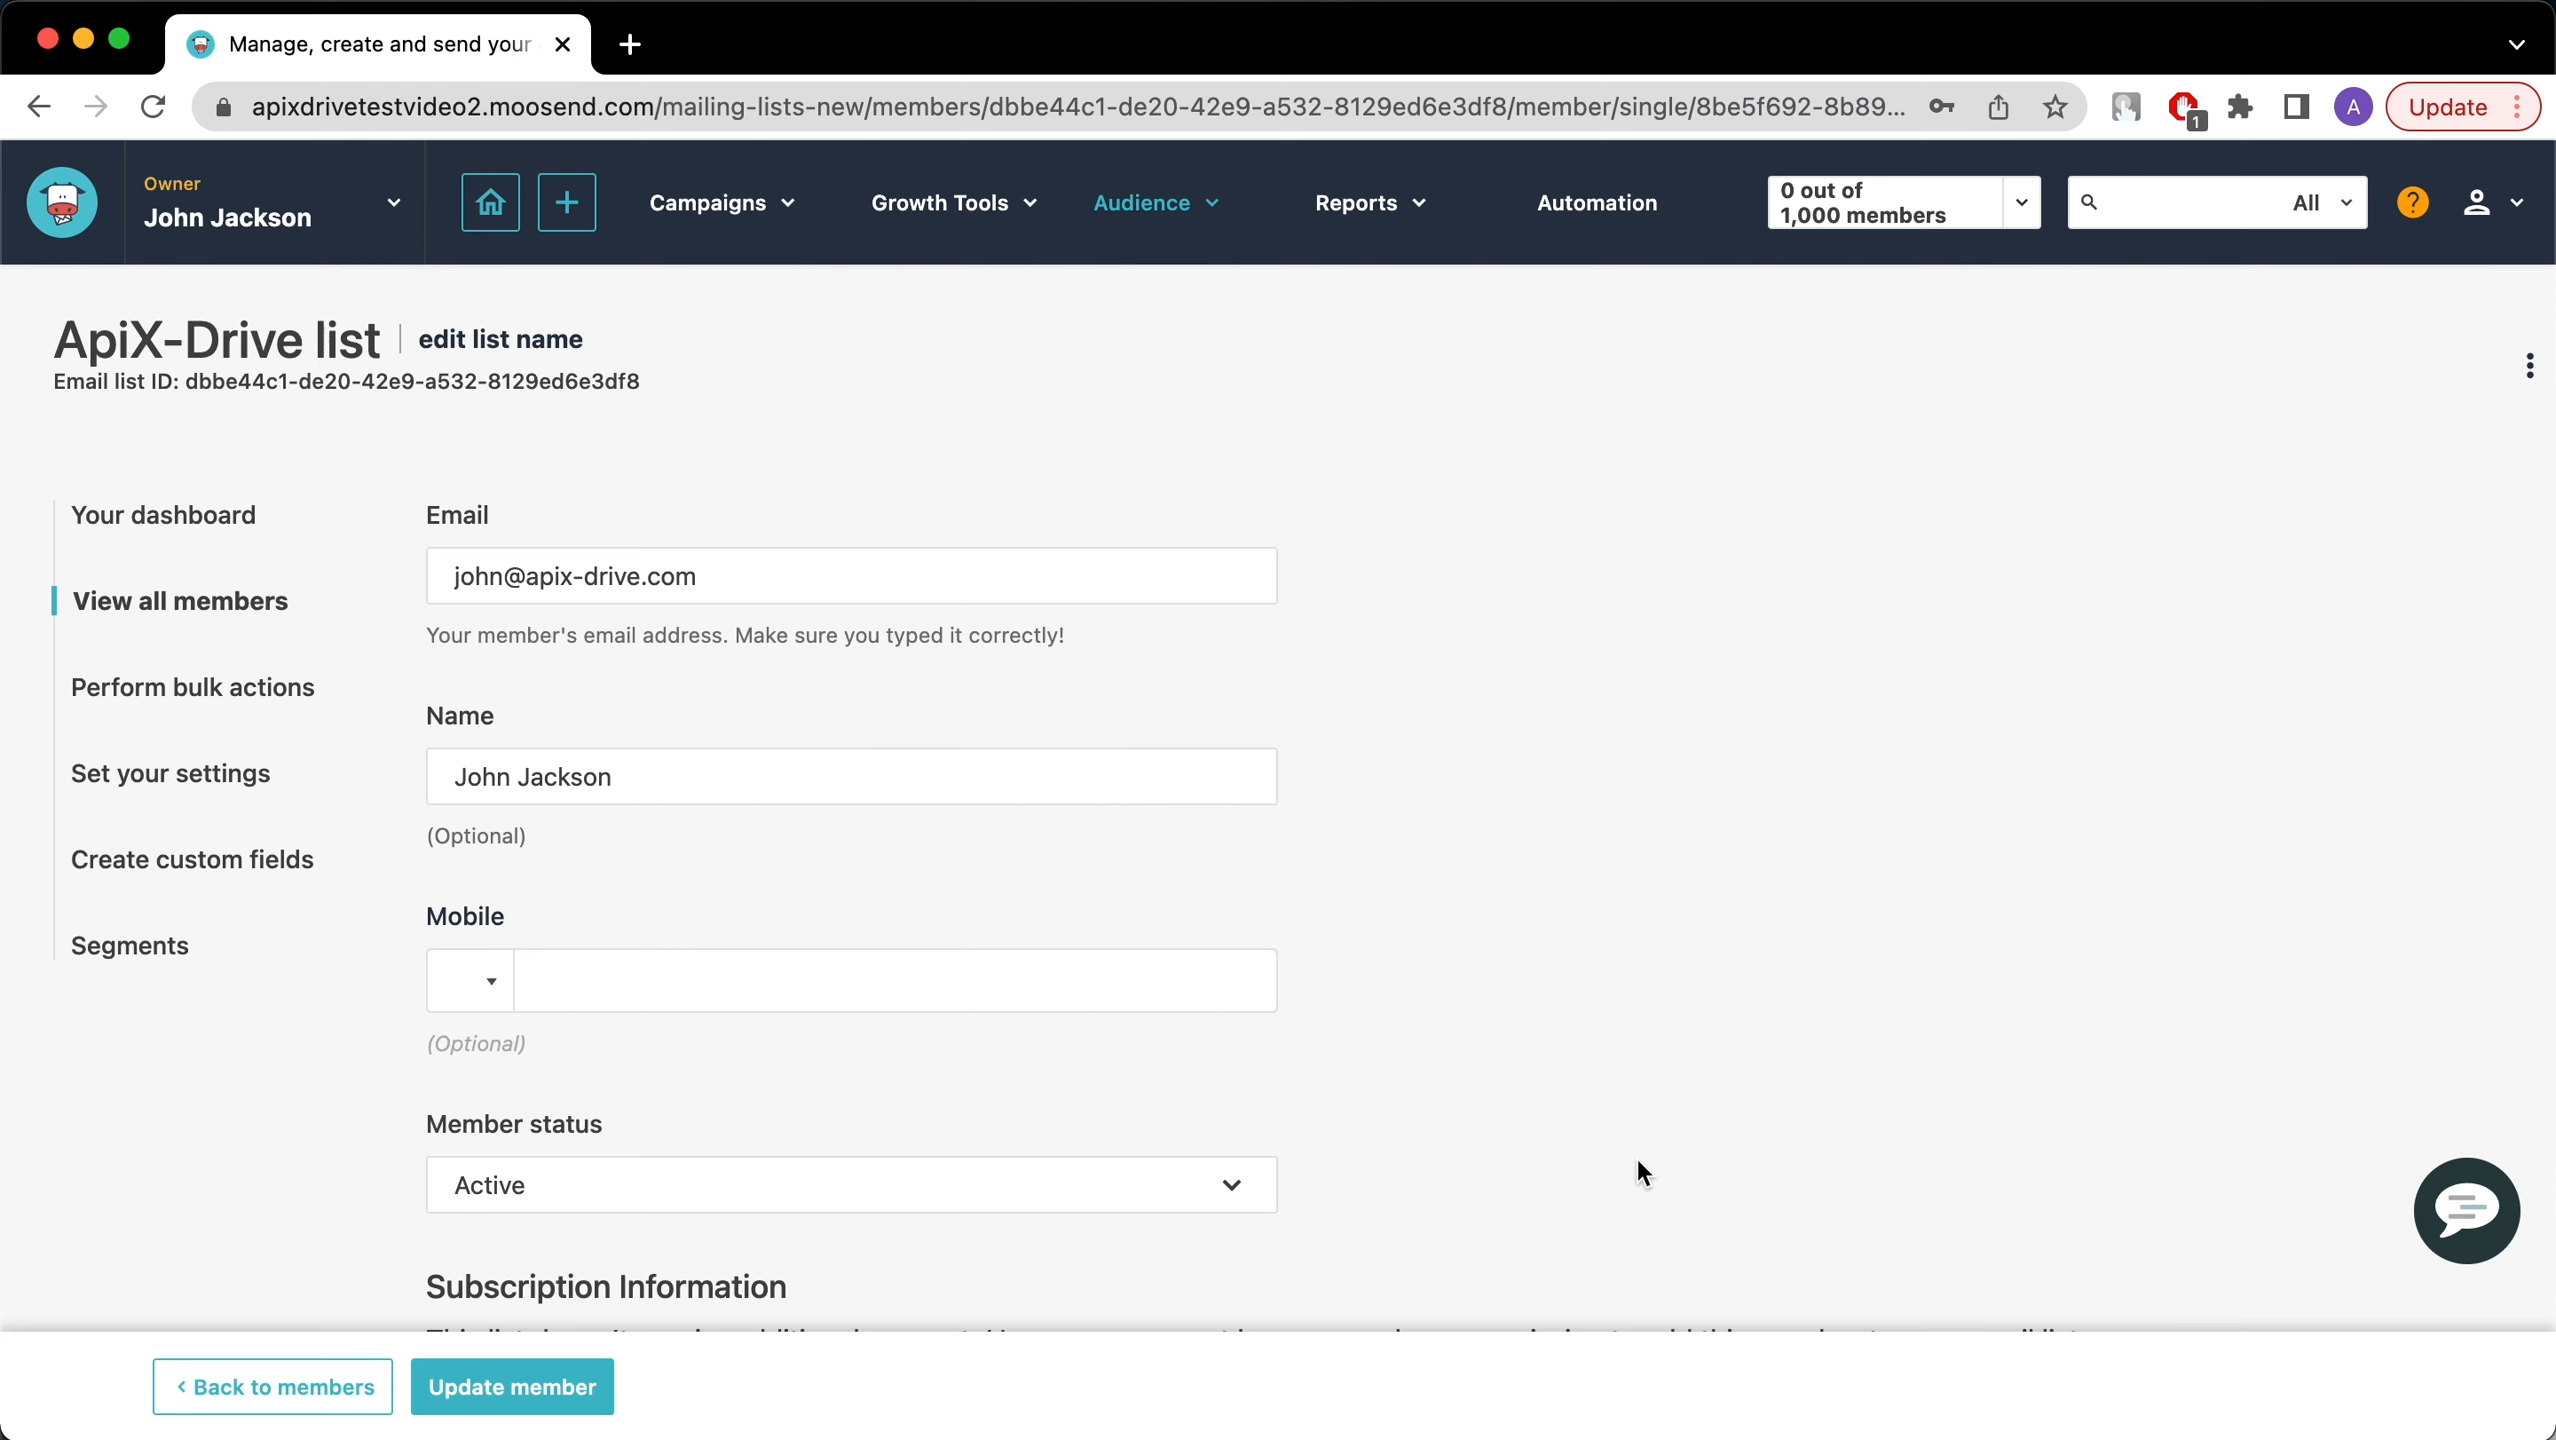 Manage, create and send your
apixdrivetestvideo2.moosend.com/mailing-lists-new/members/dbbe44c1-de20-42e9-a532-8129ed6e3df8/member/single/8be5f692-8b89...
1
A
Update
Owner
John Jackson
Campaigns
Growth Tools
Audience
Reports
Automation
0 out of
1,000 members
All
?
ApiX-Drive list
edit list name
Email list ID: dbbe44c1-de20-42e9-a532-8129ed6e3df8
Your dashboard
View all members
Perform bulk actions
Set your settings
Create custom fields
Segments
Email
john@apix-drive.com
Your member's email address. Make sure you typed it correctly!
Name
John Jackson
(Optional)
Mobile
(Optional)
Member status
Active
Subscription Information
< Back to members
Update member